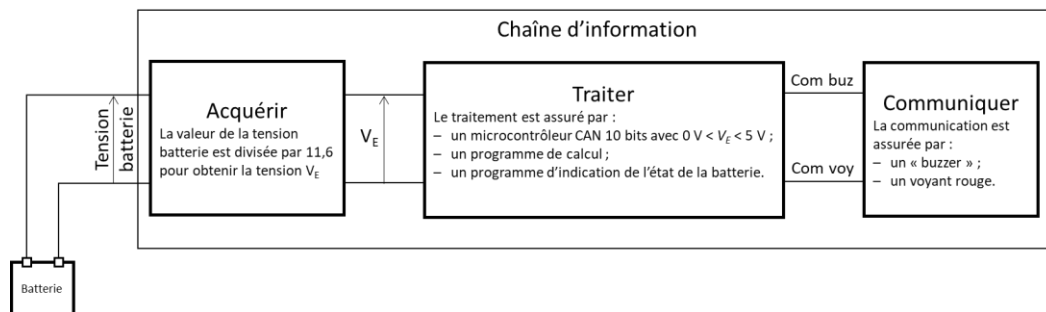 Chaîne d’information
Acquérir
La valeur de la tension
batterie est divisée par 11,6
pour obtenir la tension VE
Tension
batterie
VE
Traiter
Le traitement est assuré par :
– un microcontrôleur CAN 10 bits avec 0 V < VE < 5 V ;
– un programme de calcul ;
– un programme d’indication de l’état de la batterie.
Com buz
Com voy
Communiquer
La communication est
assurée par :
– un « buzzer » ;
– un voyant rouge.
Batterie